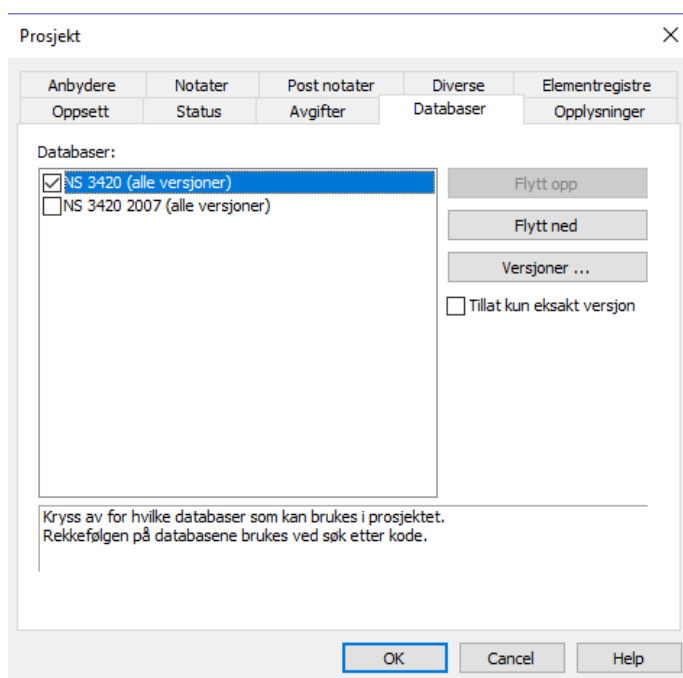 Prosjekt
Anbydere Notater Post notater Diverse Elementregistre
Oppsett Status Avgifter Databaser Opplysninger
Databaser:
NS 3420 (alle versjoner)
NS 3420 2007 (alle versjoner)
Flytt opp
Flytt ned
Versjoner ...
Tillat kun eksakt versjon
Kryss av for hvilke databaser som kan brukes i prosjektet.
Rekkefølgen på databasene brukes ved søk etter kode.
OK Cancel Help